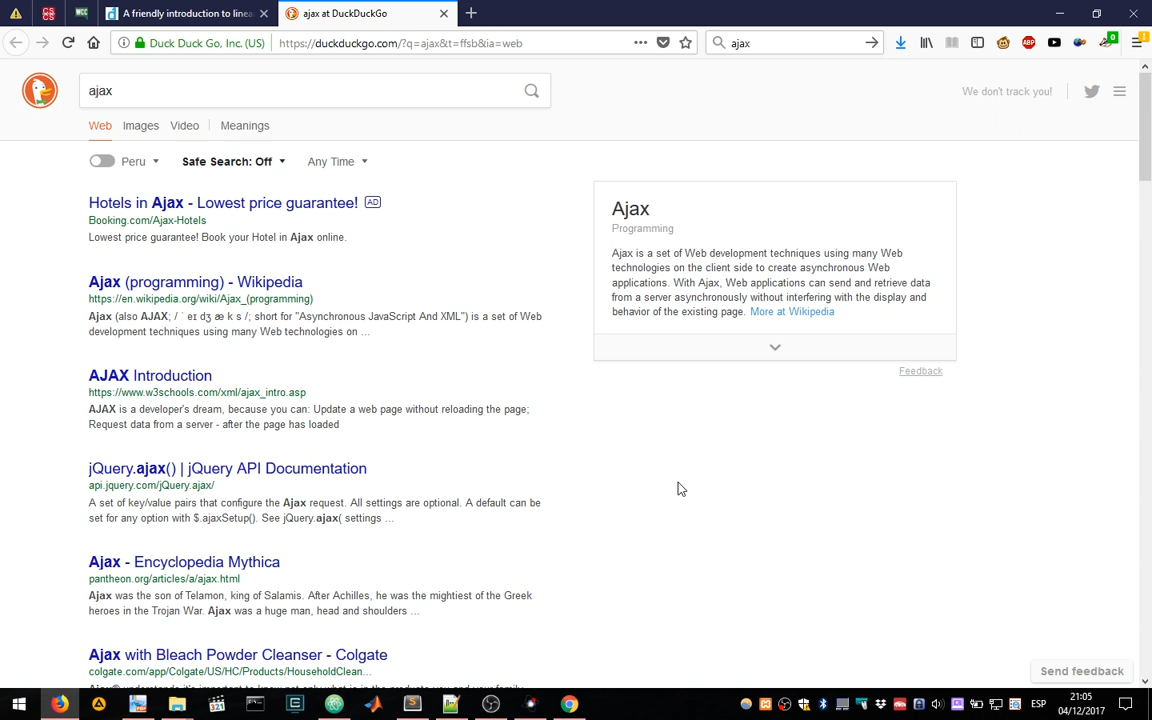 A friendly introduction to linea
ajax at DuckDuckGo
Duck Duck Go, Inc. (US)
https://duckduckgo.com/?q=ajax&t=ffsb&ia=web
ajax
ABP
0
ajax
We don't track you!
Web
Images
Video
Meanings
Peru
Safe Search: Off
Any Time
Hotels in Ajax - Lowest price guarantee! AD
Booking.com/Ajax-Hotels
Lowest price guarantee! Book your Hotel in Ajax online.
Ajax (programming) - Wikipedia
https://en.wikipedia.org/wiki/Ajax_(programming)
Ajax (also AJAX; / ˈ eɪ dʒ æ k s /; short for "Asynchronous JavaScript And XML") is a set of Web
development techniques using many Web technologies on ...
AJAX Introduction
https://www.w3schools.com/xml/ajax_intro.asp
AJAX is a developer's dream, because you can: Update a web page without reloading the page;
Request data from a server - after the page has loaded
jQuery.ajax() | jQuery API Documentation
api.jquery.com/jQuery.ajax/
A set of key/value pairs that configure the Ajax request. All settings are optional. A default can be
set for any option with $.ajaxSetup(). See jQuery.ajax( settings ...
Ajax - Encyclopedia Mythica
pantheon.org/articles/a/ajax.html
Ajax was the son of Telamon, king of Salamis. After Achilles, he was the mightiest of the Greek
heroes in the Trojan War. Ajax was a huge man, head and shoulders ...
Ajax with Bleach Powder Cleanser - Colgate
colgate.com/app/Colgate/US/HC/Products/HouseholdClean...
Ajax
Programming
Ajax is a set of Web development techniques using many Web
technologies on the client side to create asynchronous Web
applications. With Ajax, Web applications can send and retrieve data
from a server asynchronously without interfering with the display and
behavior of the existing page. More at Wikipedia
Feedback
Send feedback
321
ESP
21:05
04/12/2017